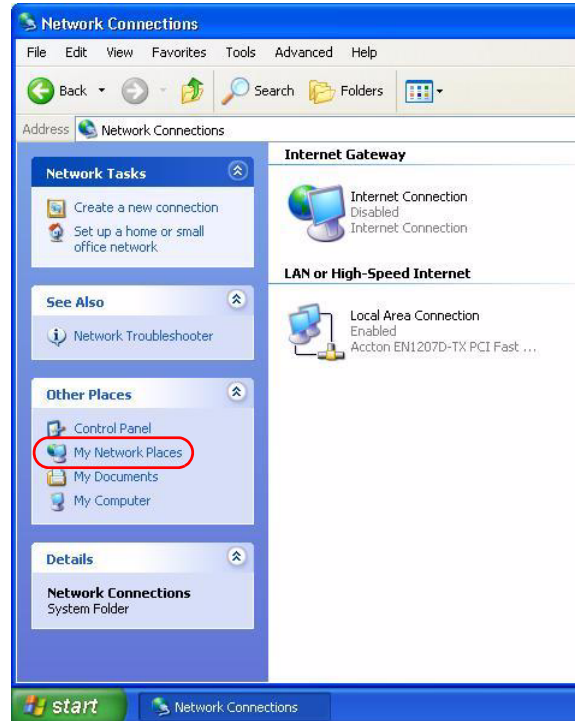 Network Connections
File Edit View Favorites Tools Advanced Help
Back Search Folders
Address Network Connections
Network Tasks
Create a new connection
Set up a home or small
office network
See Also
Network Troubleshooter
Other Places
Control Panel
My Network Places
My Documents
My Computer
Details
Network Connections
System Folder
Internet Gateway
Internet Connection
Disabled
Internet Connection
LAN or High-Speed Internet
Local Area Connection
Enabled
Accton EN1207D-TX PCI Fast ...
start Network Connections